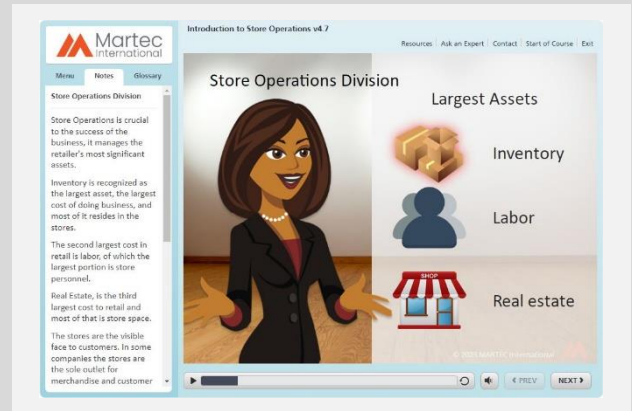 Martec
International
Introduction to Store Operations v4.7
Resources Ask an Expert Contact Start of Course Exit
Menu Notes Glossary
Store Operations Division
Store Operations is crucial
to the success of the
business, it manages the
retailer's most significant
assets.
Inventory is recognized as
the largest asset, the largest
cost of doing business, and
most of it resides in the
stores.
The second largest cost in
retail is labor, of which the
largest portion is store
personnel.
Real Estate, is the third
largest cost to retail and
most of that is store space.
The stores are the visible
face to customers. In some
companies the stores are
the sole outlet for
merchandise and customer
Store Operations Division
Largest Assets
Inventory
Labor
SHOP
Real estate
MARTEC International
PREV
NEXT